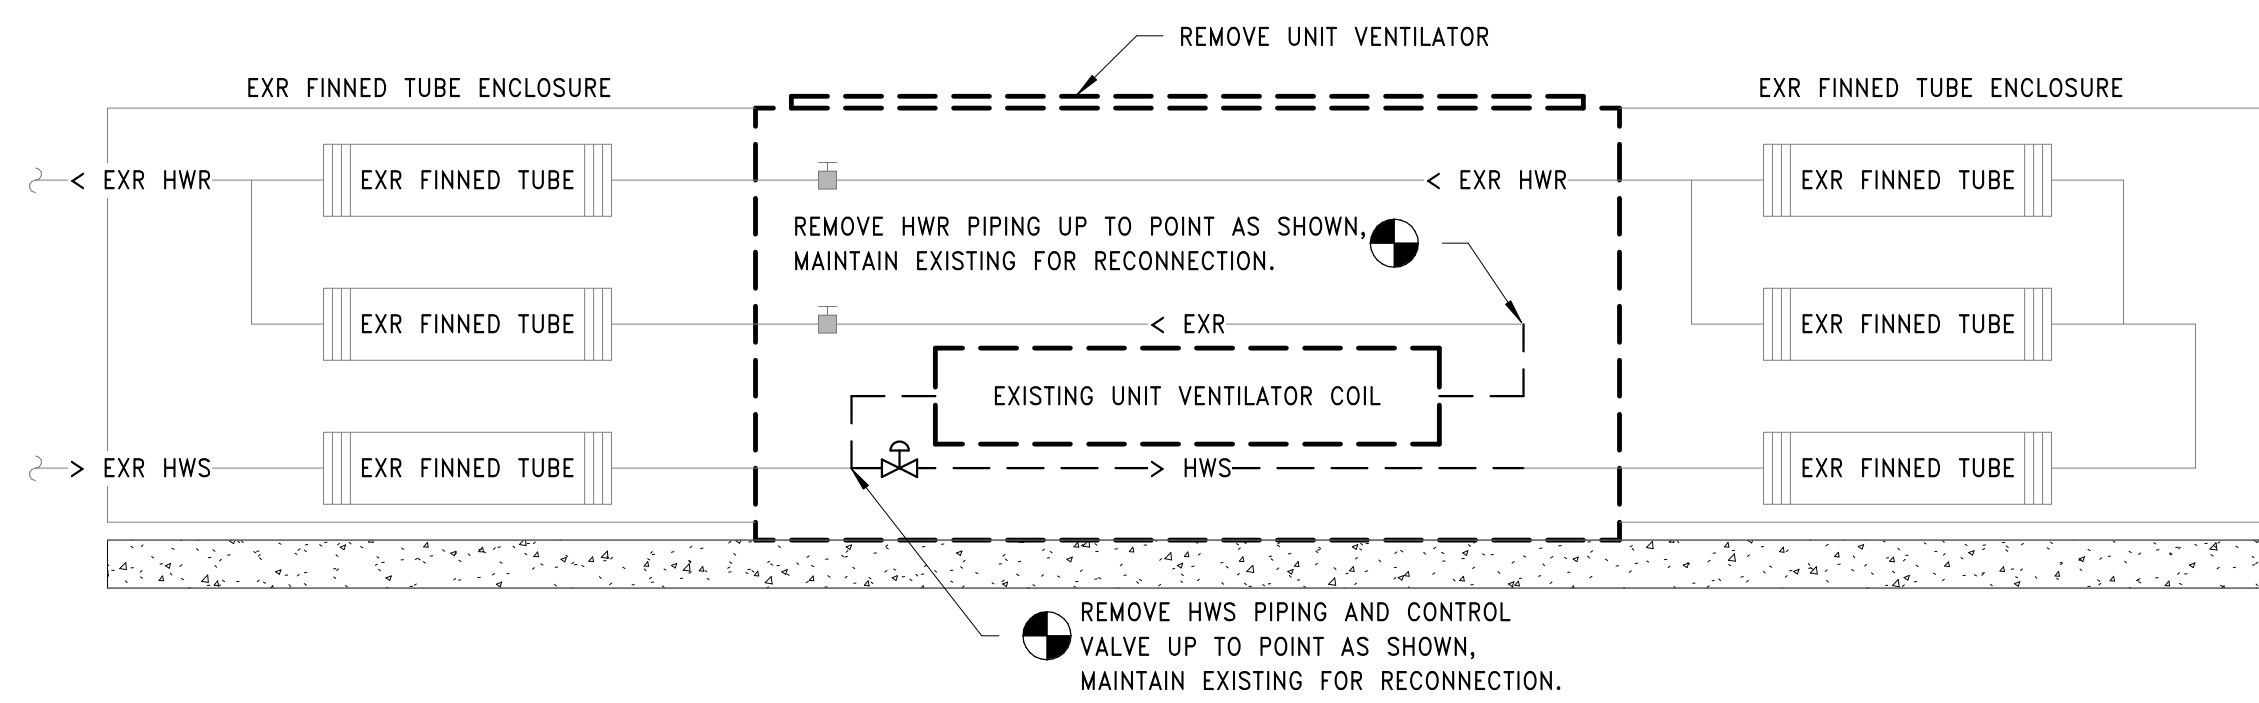 REMOVE UNIT VENTILATOR
EXR FINNED TUBE ENCLOSURE
EXR FINNED TUBE ENCLOSURE
< EXR HWR
EXR FINNED TUBE
< EXR HWR
EXR FINNED TUBE
REMOVE HWR PIPING UP TO POINT AS SHOWN,
MAINTAIN EXISTING FOR RECONNECTION.
EXR FINNED TUBE
< EXR
EXR FINNED TUBE
EXISTING UNIT VENTILATOR COIL
> EXR HWS
EXR FINNED TUBE
> HWS
EXR FINNED TUBE
REMOVE HWS PIPING AND CONTROL
VALVE UP TO POINT AS SHOWN,
MAINTAIN EXISTING FOR RECONNECTION.